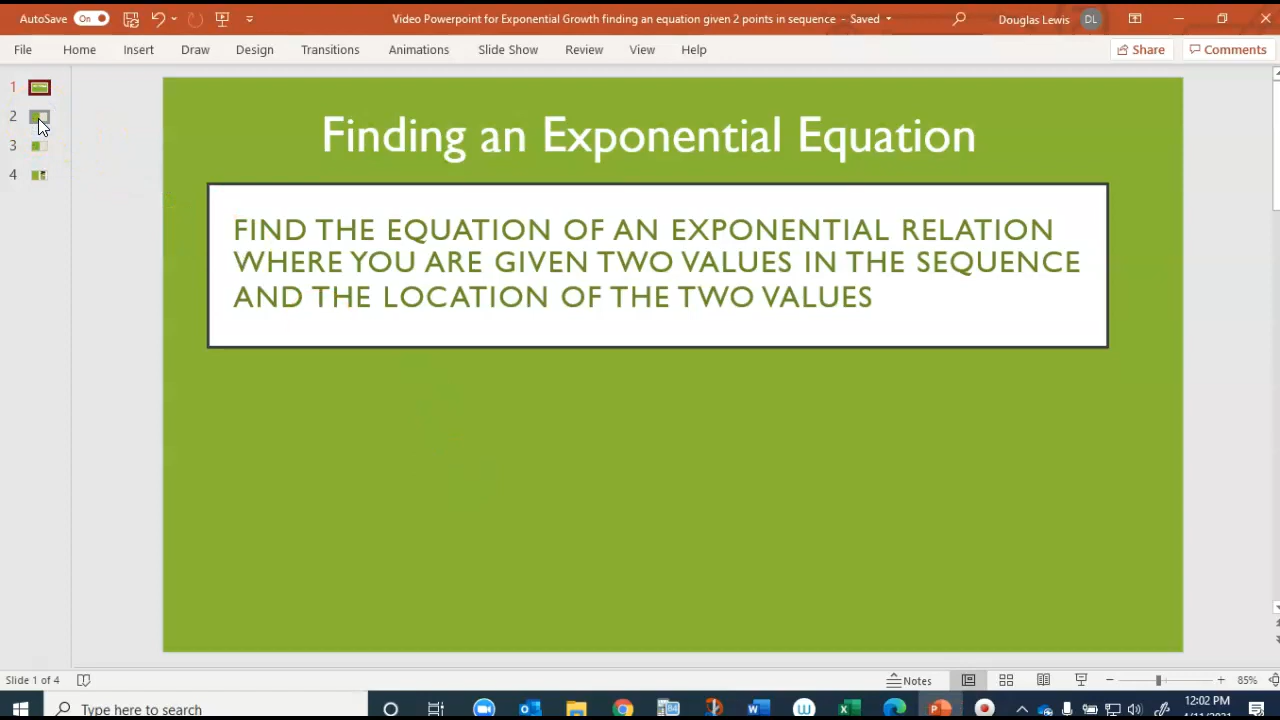 AutoSave On Video Powerpoint for Exponential Growth finding an equation given 2 points in sequence - Saved Douglas Lewis DL
File Home Insert Draw Design Transitions Animations Slide Show Review View Help Share Comments
1
2
3
4
Finding an Exponential Equation
FIND THE EQUATION OF AN EXPONENTIAL RELATION
WHERE YOU ARE GIVEN TWO VALUES IN THE SEQUENCE
AND THE LOCATION OF THE TWO VALUES
Slide 1 of 4 Notes 85%
Type here to search 12:02 PM